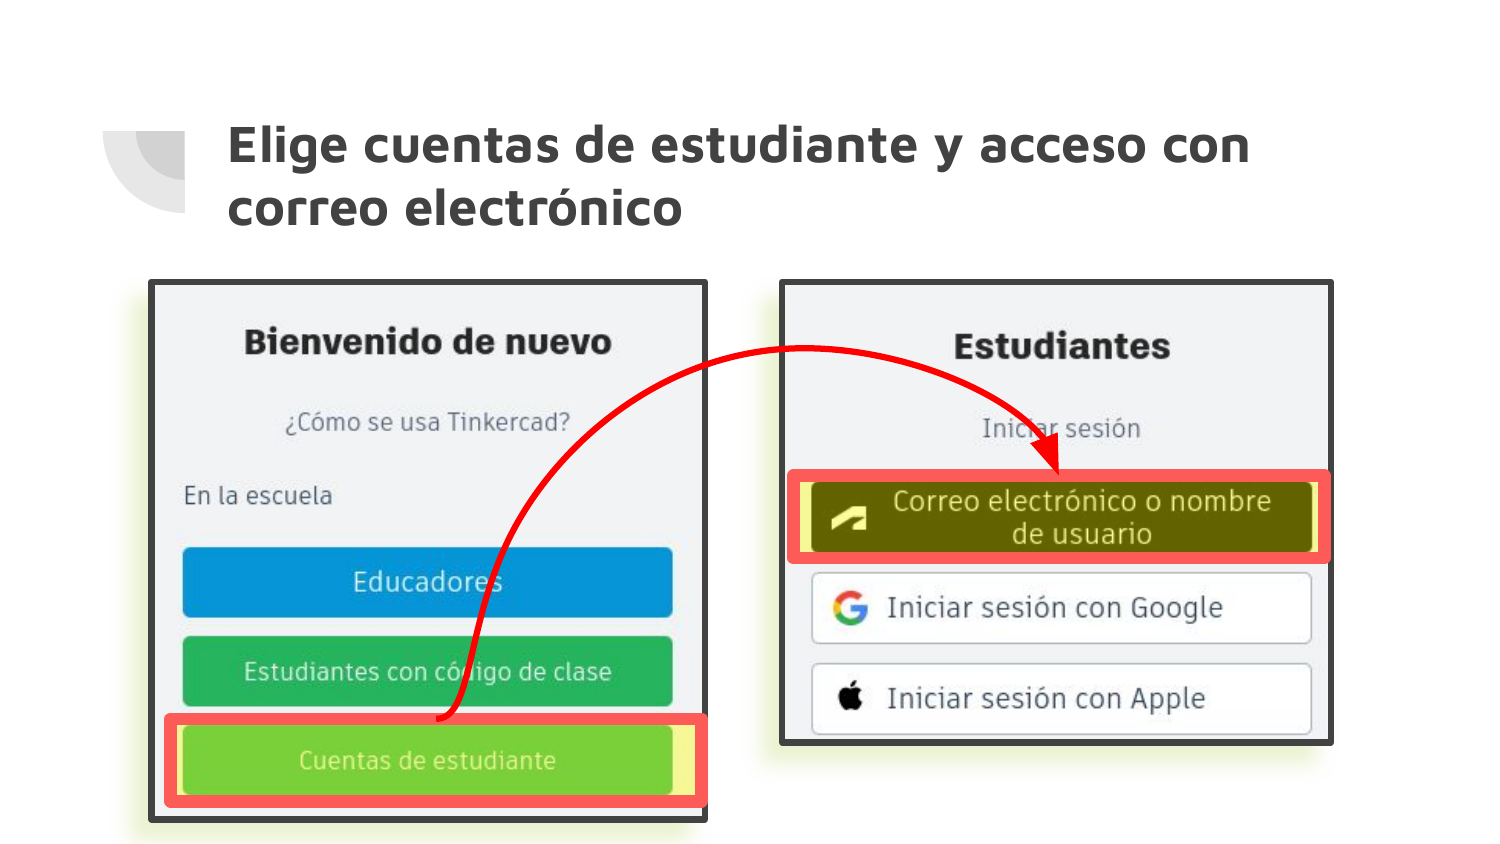 Elige cuentas de estudiante y acceso con
correo electrónico
Bienvenido de nuevo
¿Cómo se usa Tinkercad?
En la escuela
Educadores
Estudiantes con código de clase
Cuentas de estudiante
Estudiantes
Iniciar sesión
Correo electrónico o nombre
de usuario
Iniciar sesión con Google
Iniciar sesión con Apple